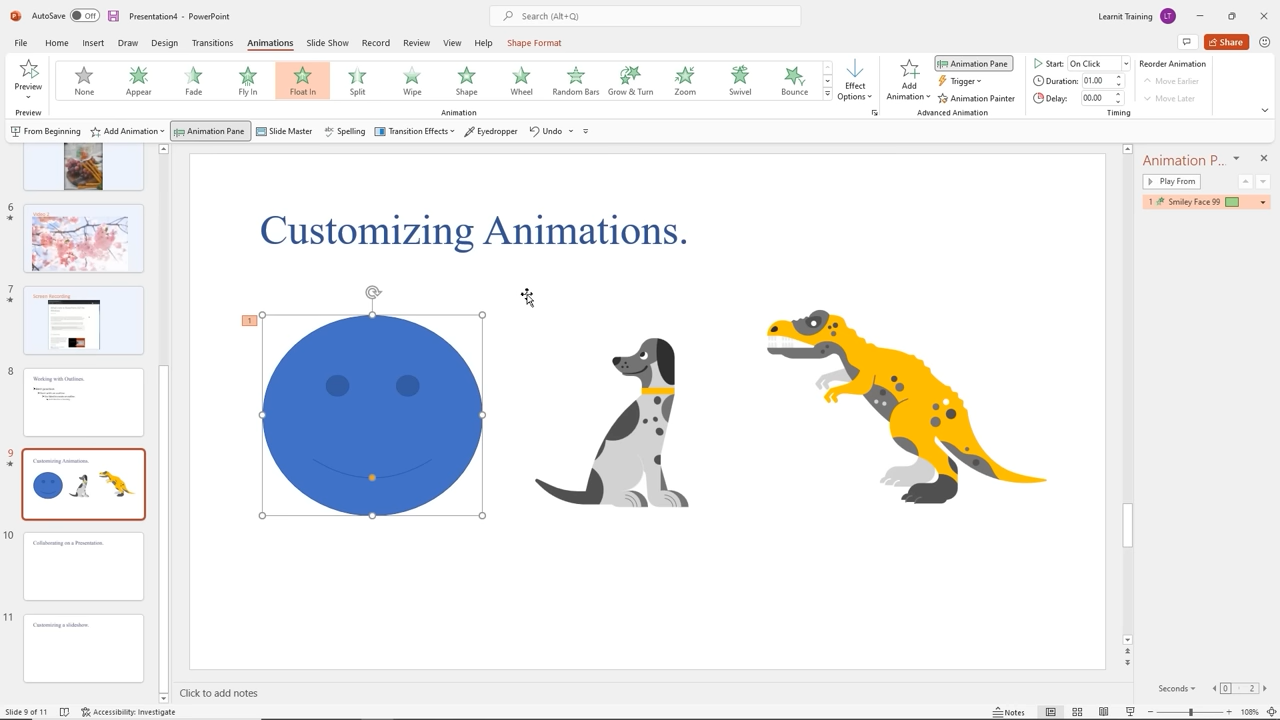 AutoSave Off Presentation4 - PowerPoint Search (Alt+Q) Learnit Training LT
File Home Insert Draw Design Transitions Animations Slide Show Record Review View Help Shape Format Share
Preview None Appear Fade Fly In Float In Split Wipe Shape Wheel Random Bars Grow & Turn Zoom Swivel Bounce Effect Options Add Animation
Animation Pane
Trigger
Animation Painter
Start: On Click
Duration: 01.00
Delay: 00.00
Reorder Animation
Move Earlier
Move Later
Preview Animation Advanced Animation Timing
From Beginning Add Animation Animation Pane Slide Master Spelling Transition Effects Eyedropper Undo
6
Video 2
7
Screen Recording
8
Working with Outlines.
9
Customizing Animations.
10
Collaborating on a Presentation.
11
Customizing a slideshow.
Customizing Animations.
1
Animation P...
Play From
1 Smiley Face 99
Seconds 0 2
Click to add notes
Slide 9 of 11 Accessibility: Investigate Notes 108%